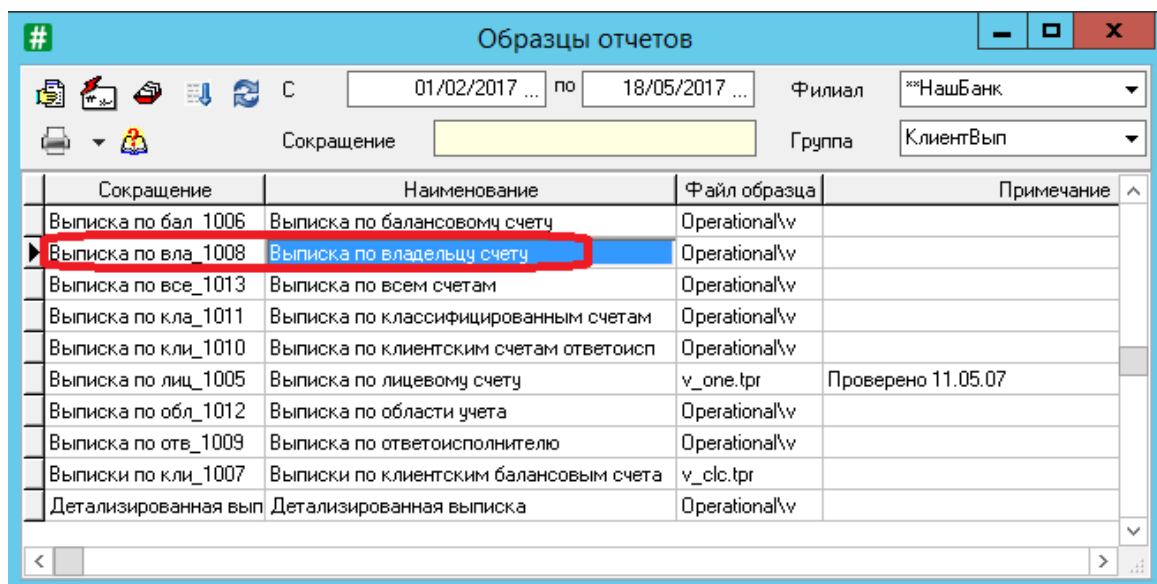 # Образцы отчетов
С 01/02/2017 ... по 18/05/2017 ... Филиал **НашБанк
Сокращение Группа КлиентВып
Сокращение Наименование Файл образца Примечание
Выписка по бал_1006 Выписка по балансовому счету Operational\v
Выписка по вла_1008 Выписка по владельцу счету Operational\v
Выписка по все_1013 Выписка по всем счетам Operational\v
Выписка по кла_1011 Выписка по классифицированным счетам Operational\v
Выписка по кли_1010 Выписка по клиентским счетам ответоисп Operational\v
Выписка по лиц_1005 Выписка по лицевому счету v_one.tpr Проверено 11.05.07
Выписка по обл_1012 Выписка по области учета Operational\v
Выписка по отв_1009 Выписка по ответоисполнителю Operational\v
Выписки по кли_1007 Выписки по клиентским балансовым счета v_clc.tpr
Детализированная вып Детализированная выписка Operational\v